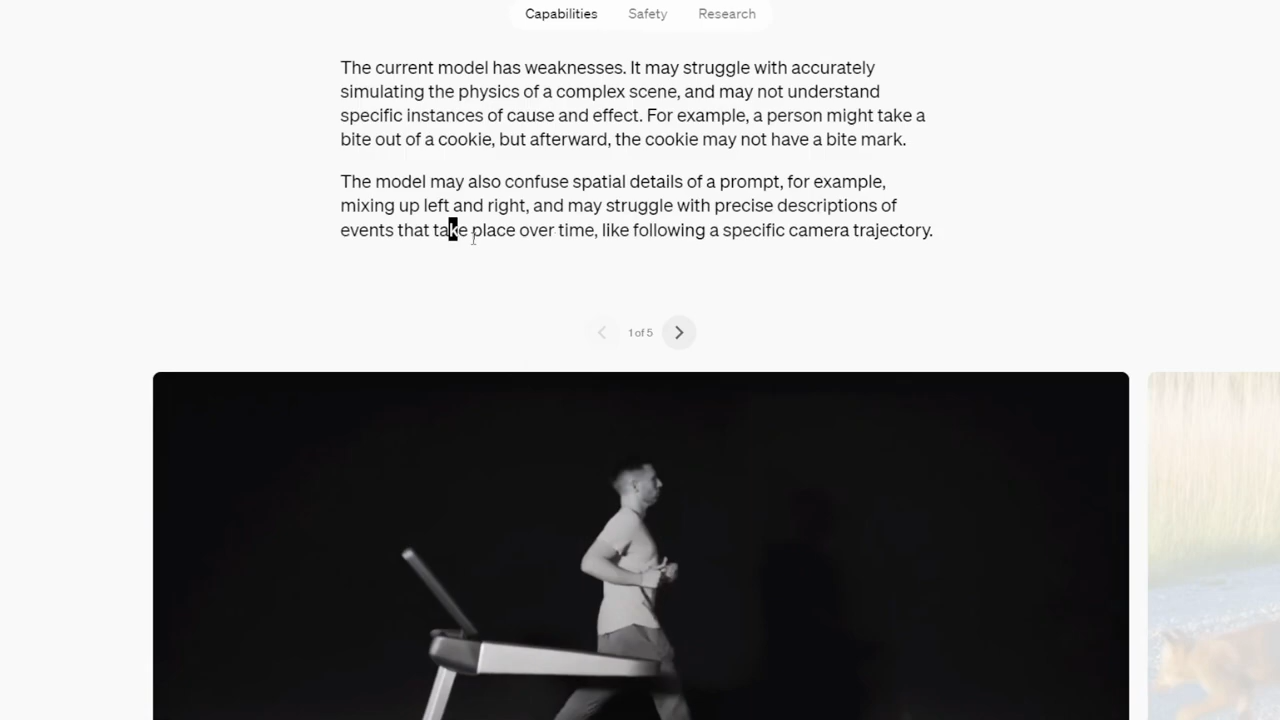 Capabilities Safety Research
The current model has weaknesses. It may struggle with accurately
simulating the physics of a complex scene, and may not understand
specific instances of cause and effect. For example, a person might take a
bite out of a cookie, but afterward, the cookie may not have a bite mark.
The model may also confuse spatial details of a prompt, for example,
mixing up left and right, and may struggle with precise descriptions of
events that take place over time, like following a specific camera trajectory.
1 of 5